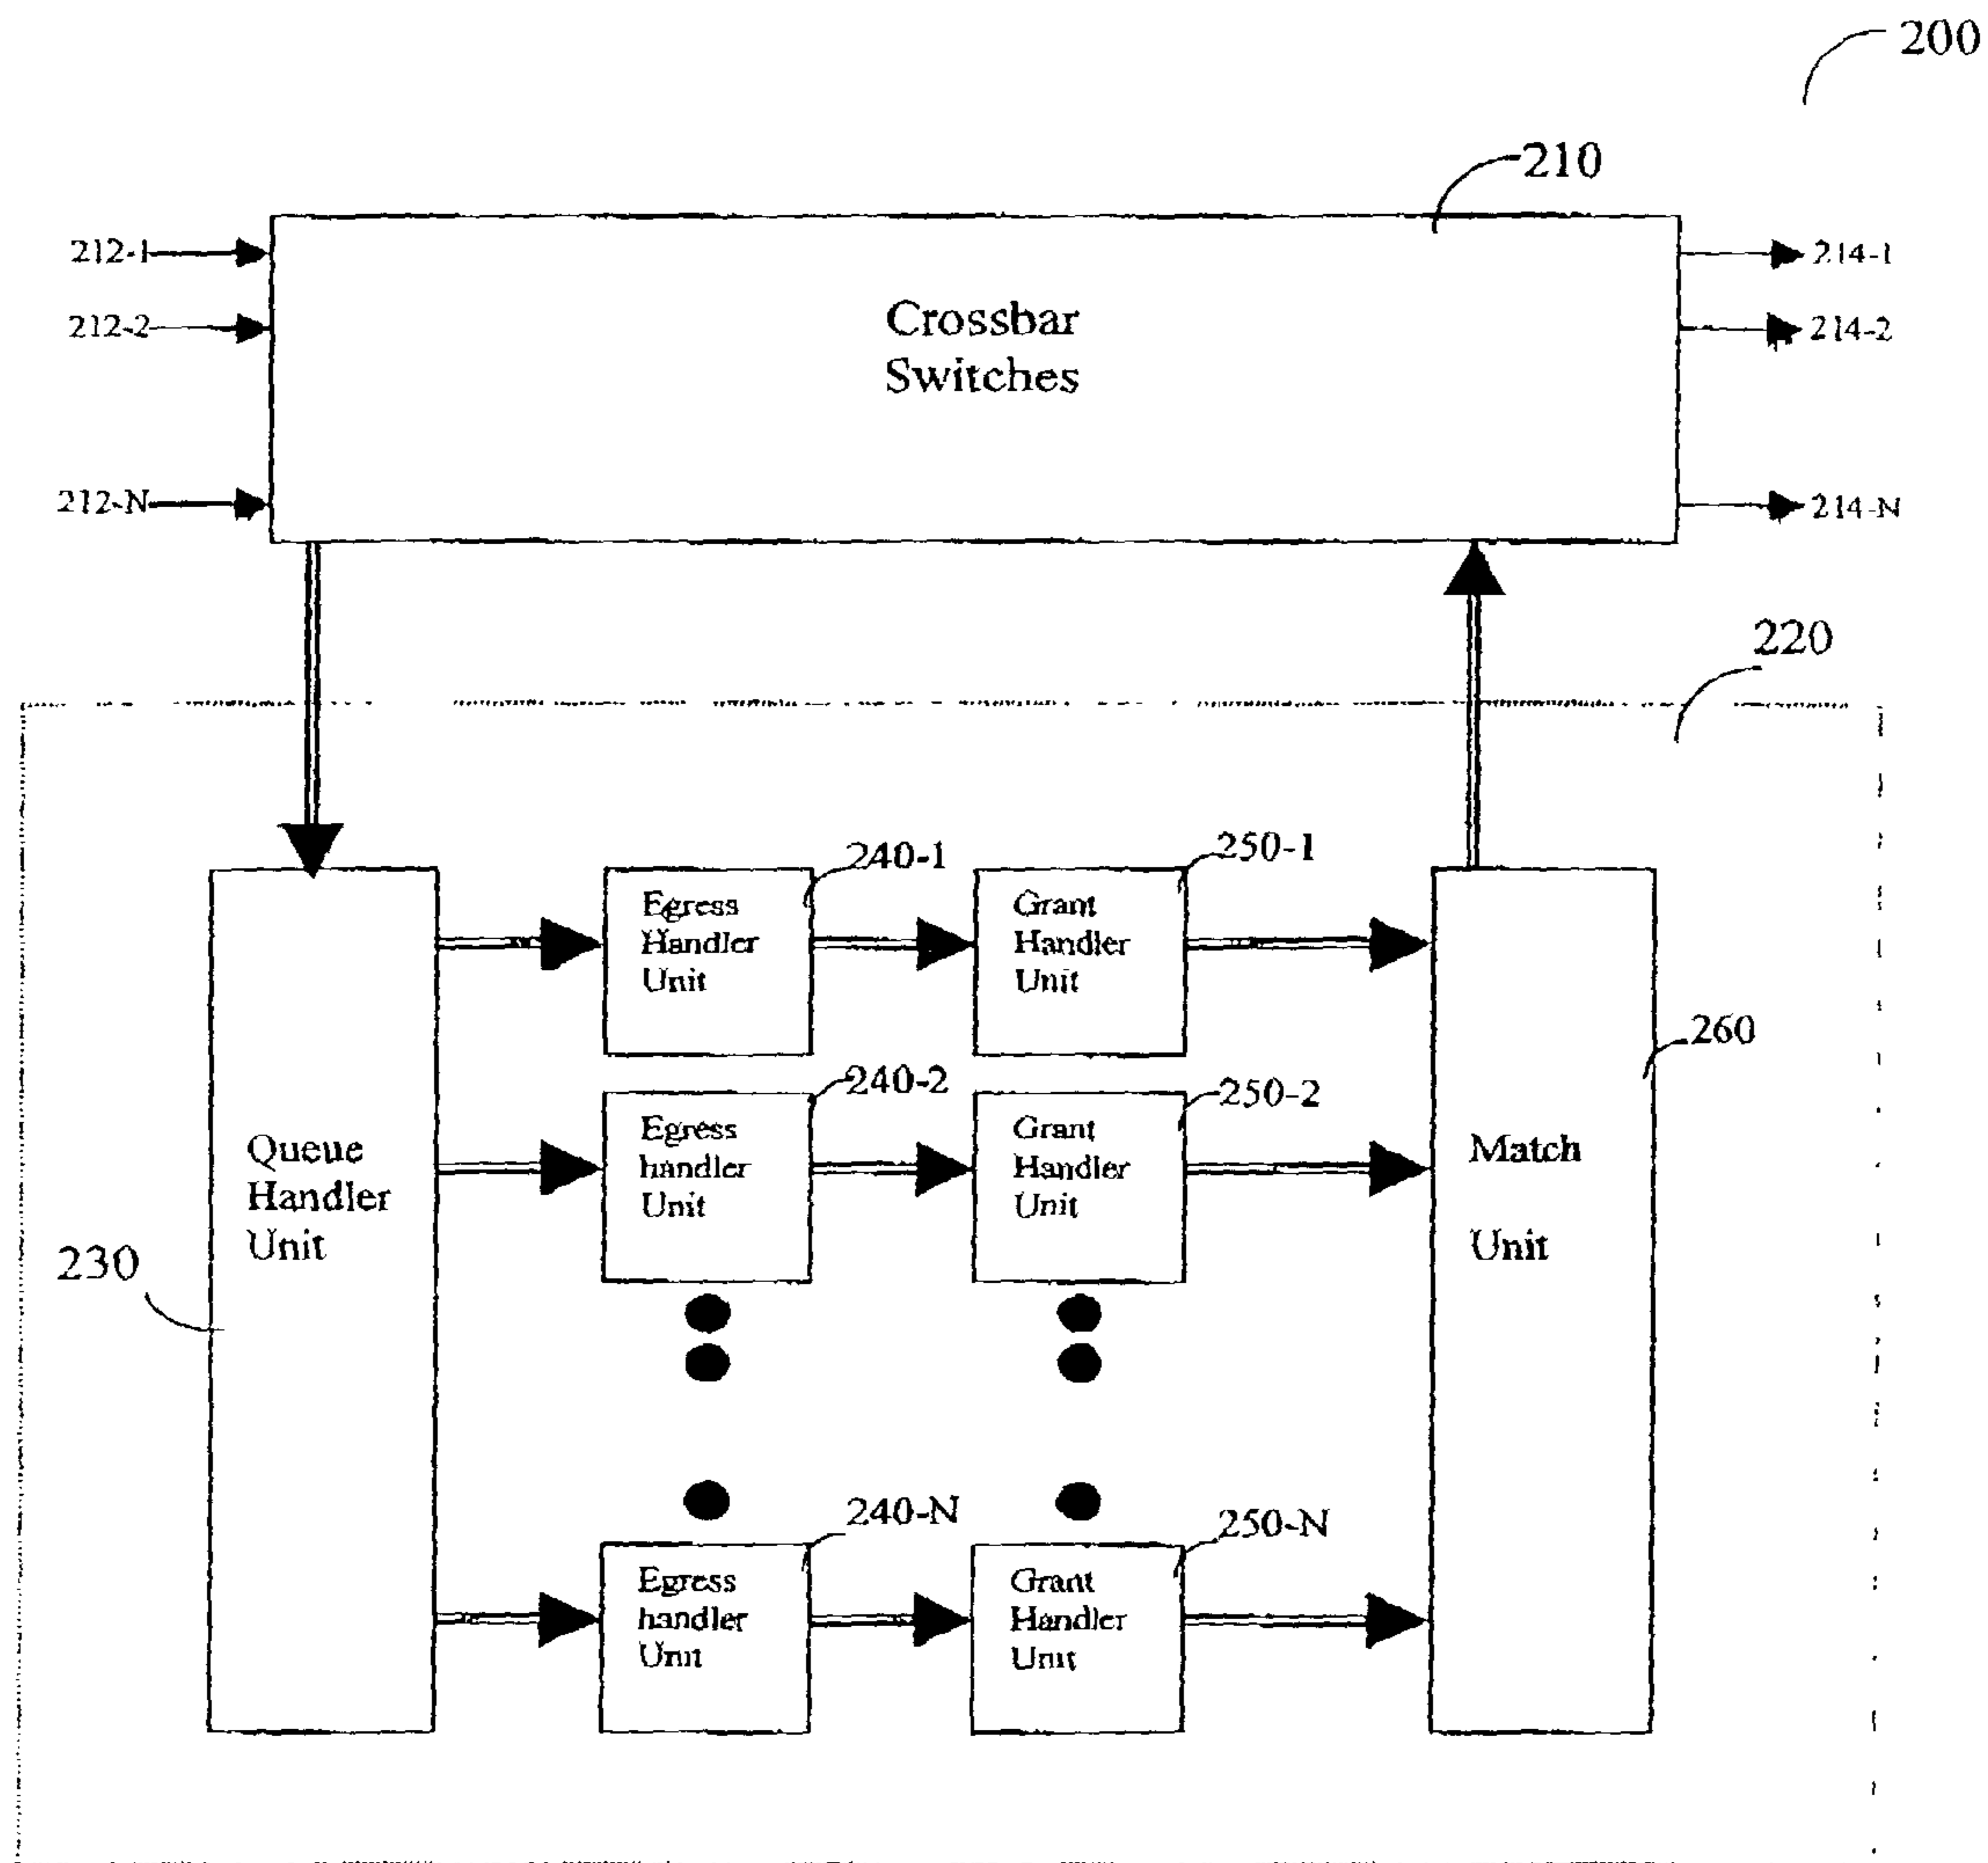 200
210
212-1
214-1
212-2
214-2
Crossbar
Switches
212-N
214-N
220
240-1
250-1
Egress
Handler
Unit
Grant
Handler
Unit
260
240-2
250-2
Egress
handler
Unit
Grant
Handler
Unit
Queue
Handler
Unit
Match
Unit
230
240-N
250-N
Egress
handler
Unit
Grant
Handler
Unit